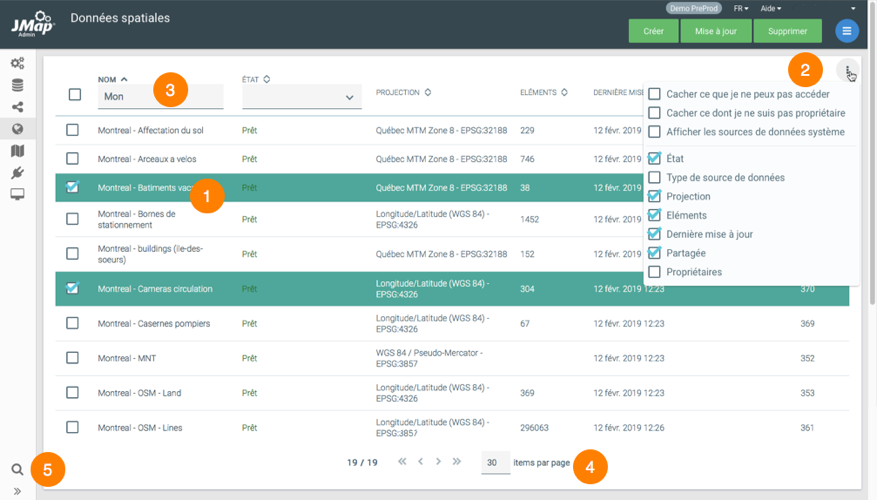 JMap
Admin
Données spatiales
Demo PreProd
FR
Aide
Créer
Mise à jour
Supprimer
2
NOM
ÉTAT
PROJECTION
ELÉMENTS
DERNIÈRE MISE
Mon
3
Cacher ce que je ne peux pas accéder
Cacher ce dont je ne suis pas propriétaire
Afficher les sources de données système
État
Type de source de données
Projection
Eléments
Dernière mise à jour
Partagée
Propriétaires
Montreal - Affectation du sol
Prêt
Québec MTM Zone 8 - EPSG:32188
229
12 févr. 2019
Montreal - Arceaux a velos
Prêt
Québec MTM Zone 8 - EPSG:32188
746
12 févr. 2019
Montreal - Batiments vac
1
Prêt
Québec MTM Zone 8 - EPSG:32188
38
12 févr. 2019
Montreal - Bornes de
stationnement
Prêt
Longitude/Latitude (WGS 84) -
EPSG:4326
1452
12 févr. 2019
Montreal - buildings (ile-des-
soeurs)
Prêt
Québec MTM Zone 8 - EPSG:32188
152
12 févr. 2019
Montreal - Cameras circulation
Prêt
Longitude/Latitude (WGS 84) -
EPSG:4326
304
12 févr. 2019 12:23
370
Montreal - Casernes pompiers
Prêt
Longitude/Latitude (WGS 84) -
EPSG:4326
67
12 févr. 2019 12:23
369
Montreal - MNT
Prêt
WGS 84 / Pseudo-Mercator -
EPSG:3857
12 févr. 2019 12:23
352
Montreal - OSM - Land
Prêt
Longitude/Latitude (WGS 84) -
EPSG:4326
369
12 févr. 2019 12:23
353
Montreal - OSM - Lines
Prêt
Longitude/Latitude (WGS 84) -
EPSG:3857
296063
12 févr. 2019 12:26
361
19 / 19
30
items par page
4
5